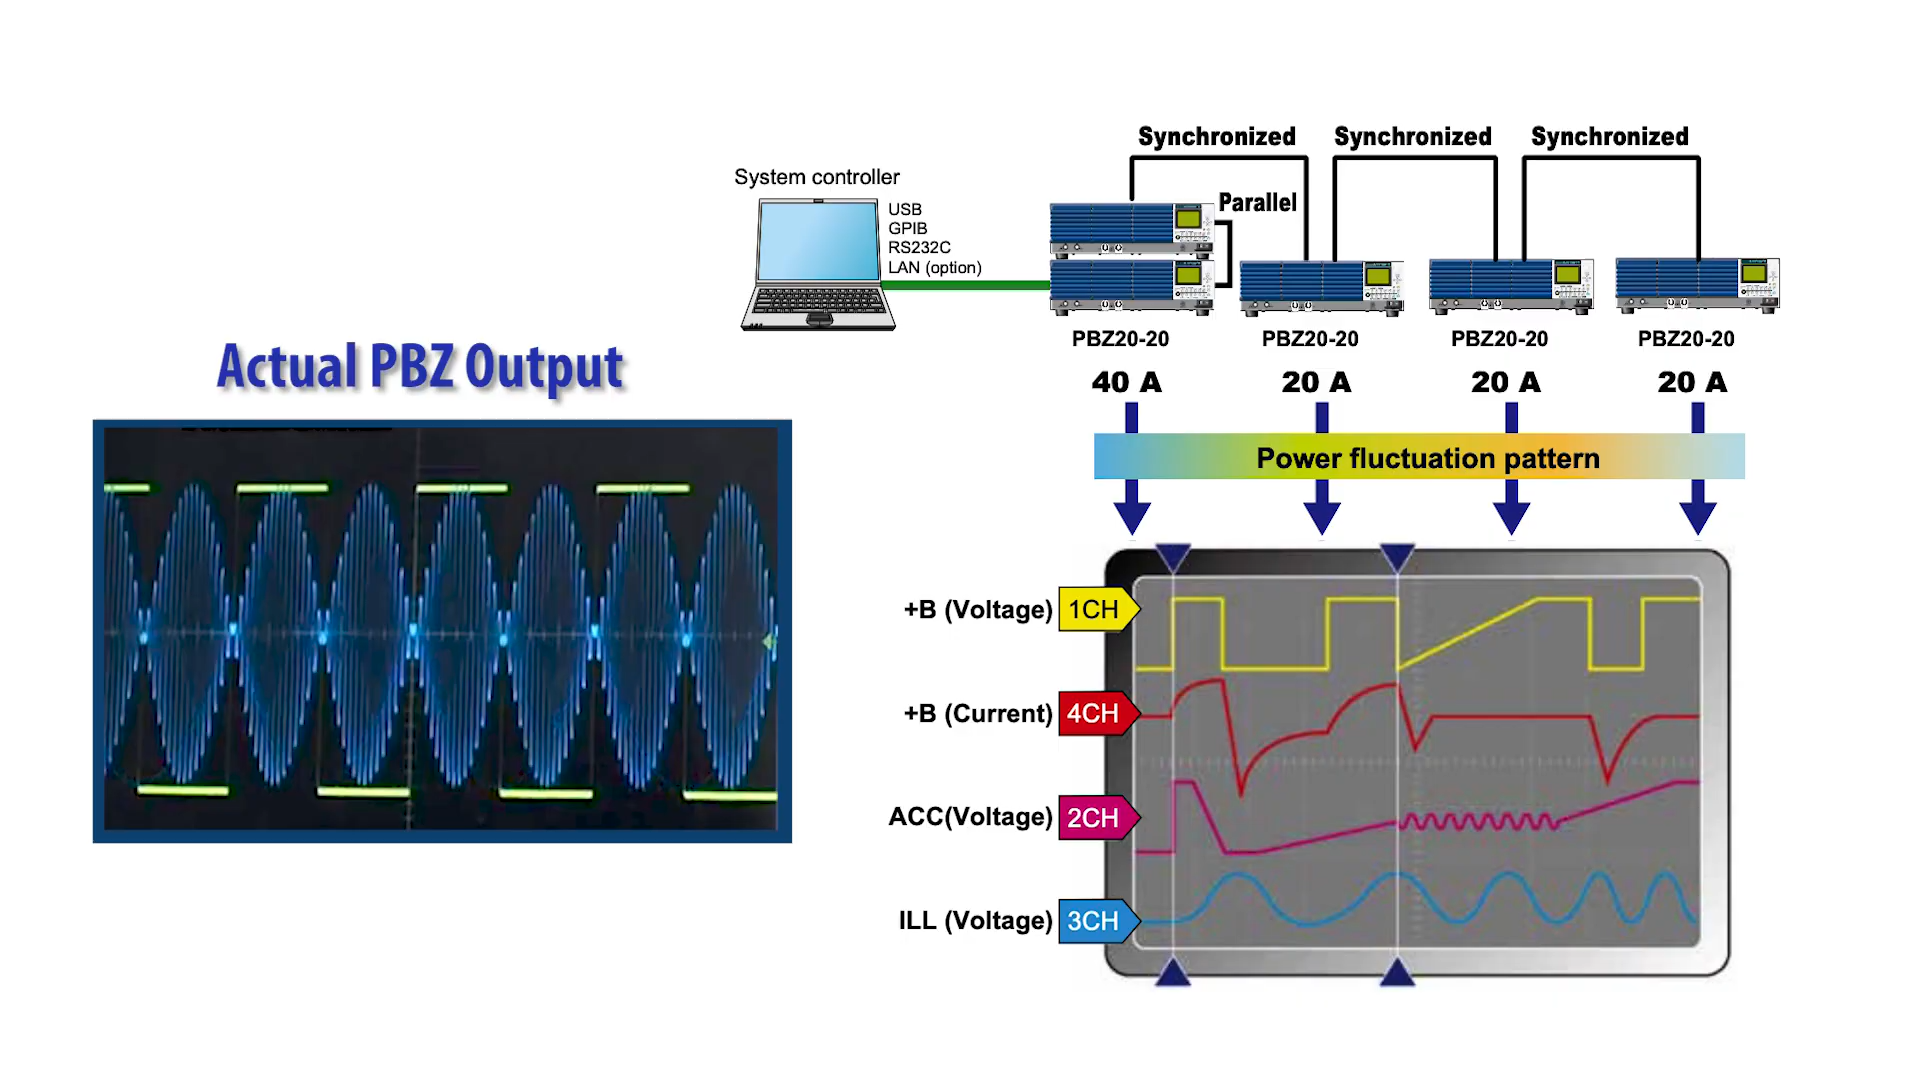 Synchronized Synchronized Synchronized
System controller
USB
GPIB
RS232C
LAN (option)
Parallel
PBZ20-20 PBZ20-20 PBZ20-20 PBZ20-20
40 A 20 A 20 A 20 A
Actual PBZ Output
Power fluctuation pattern
+B (Voltage) 1CH
+B (Current) 4CH
ACC(Voltage) 2CH
ILL (Voltage) 3CH